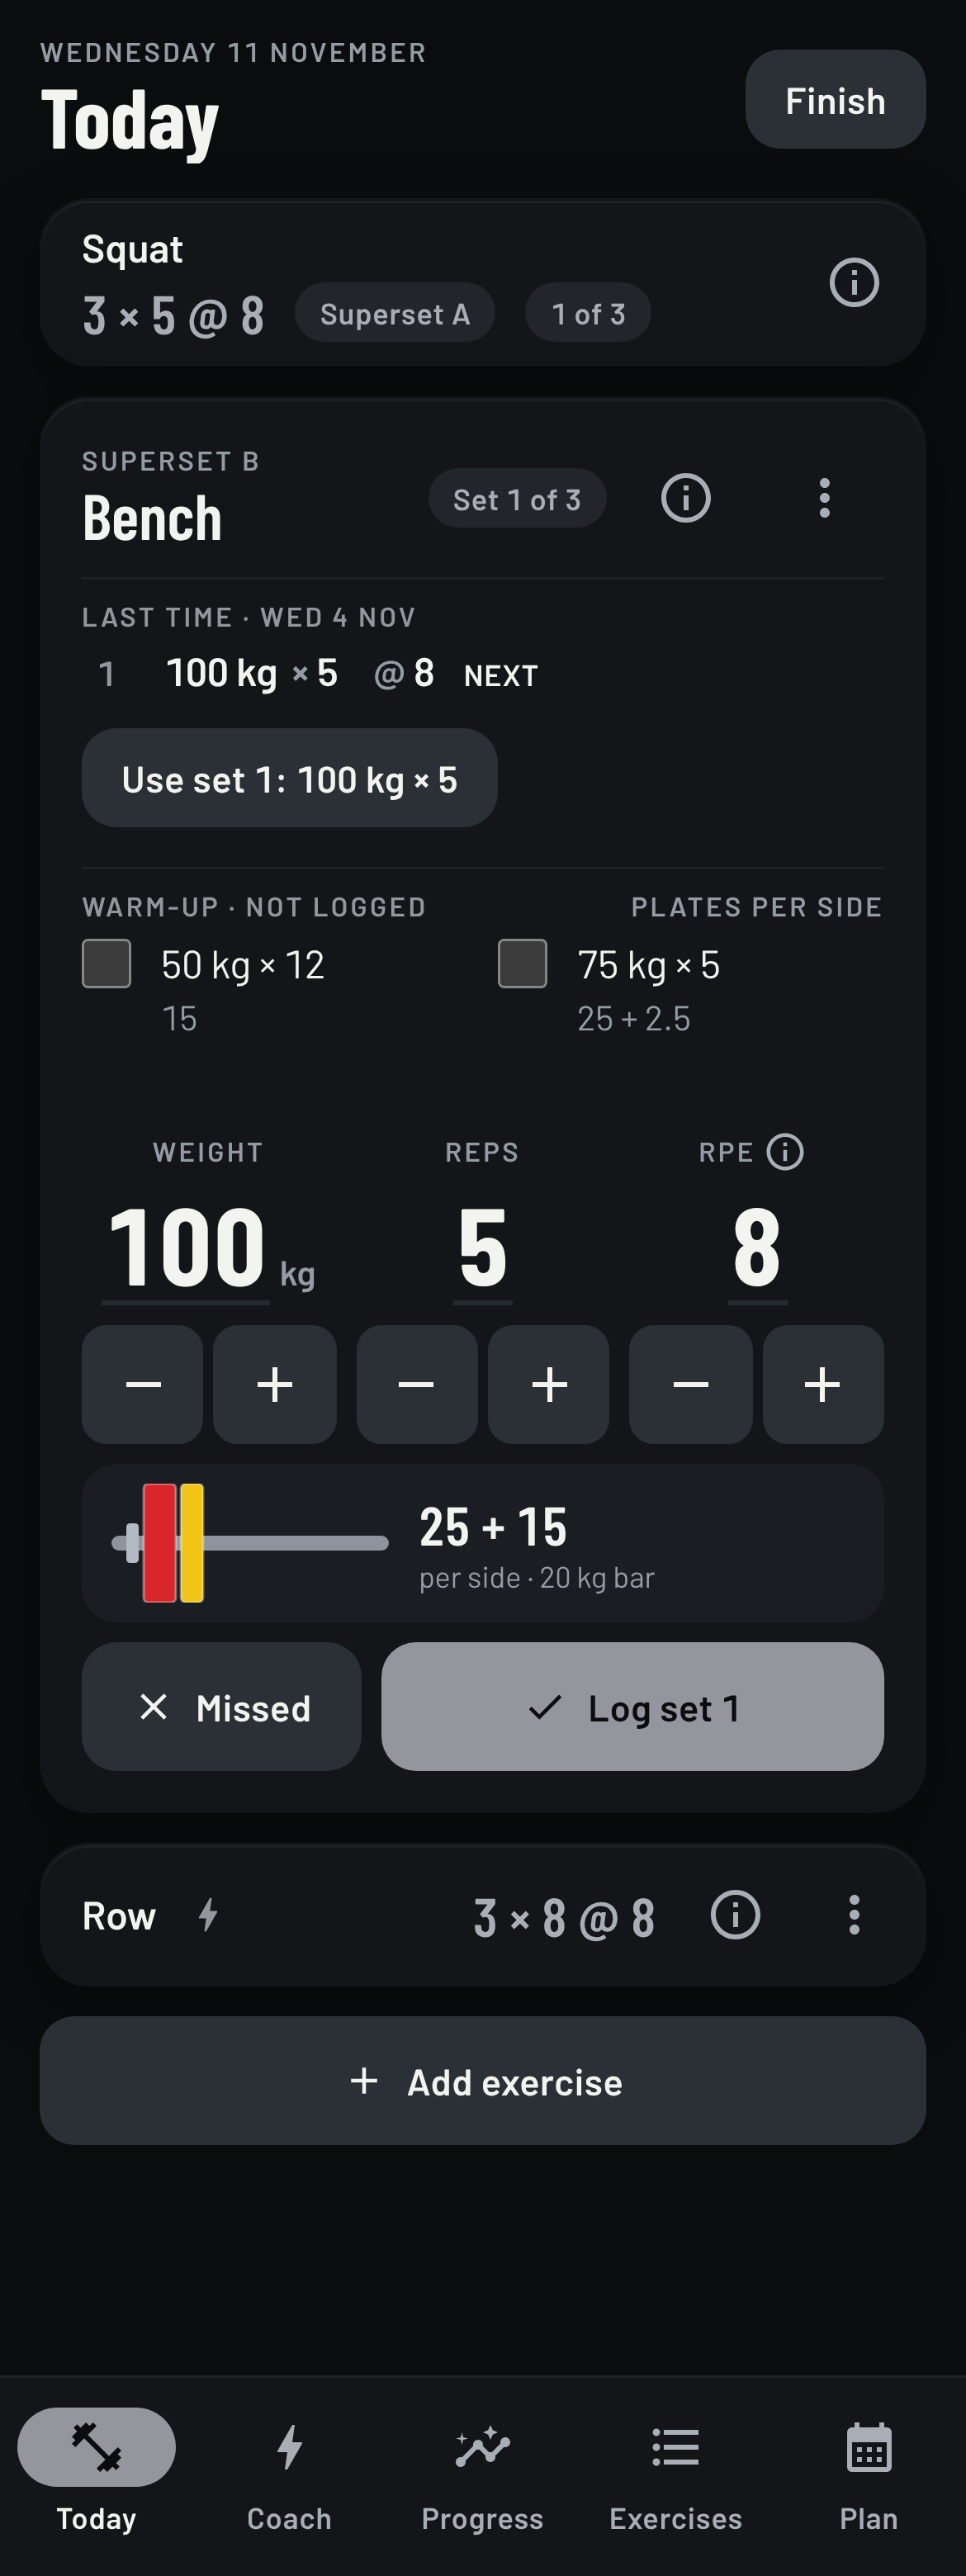 WEDNESDAY 11 NOVEMBER
Today
Finish
Squat
3 × 5 @ 8
Superset A
1 of 3
SUPERSET B
Bench
Set 1 of 3
LAST TIME · WED 4 NOV
1 100 kg × 5 @ 8 NEXT
Use set 1: 100 kg × 5
WARM-UP · NOT LOGGED
PLATES PER SIDE
50 kg × 12
15
75 kg × 5
25 + 2.5
WEIGHT
REPS
RPE
100 kg
5
8
25 + 15
per side · 20 kg bar
Missed
Log set 1
Row
3 × 8 @ 8
Add exercise
Today
Coach
Progress
Exercises
Plan